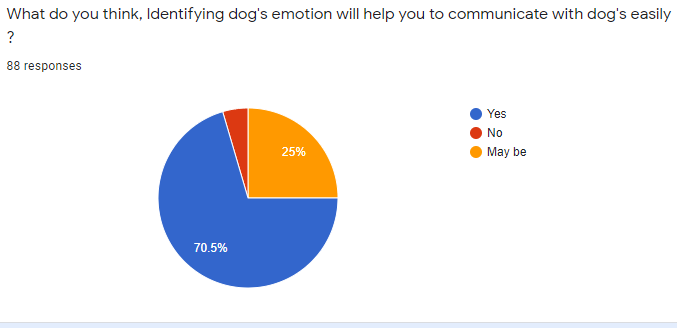 What do you think, Identifying dog's emotion will help you to communicate with dog's easily
?
88 responses
Yes
No
May be
25%
70.5%